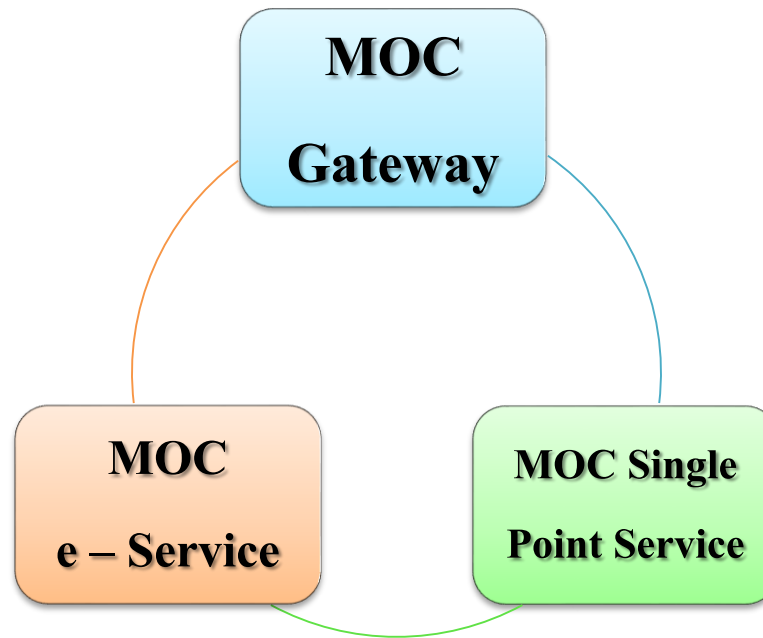 MOC
Gateway
MOC
e – Service
MOC Single
Point Service